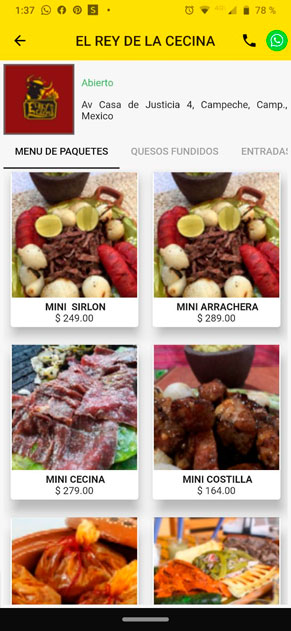 1:37
78 %
EL REY DE LA CECINA
Abierto
Av Casa de Justicia 4, Campeche, Camp.,
Mexico
MENU DE PAQUETES QUESOS FUNDIDOS ENTRADAS
MINI SIRLON MINI ARRACHERA
$ 249.00 $ 289.00
MINI CECINA MINI COSTILLA
$ 279.00 $ 164.00